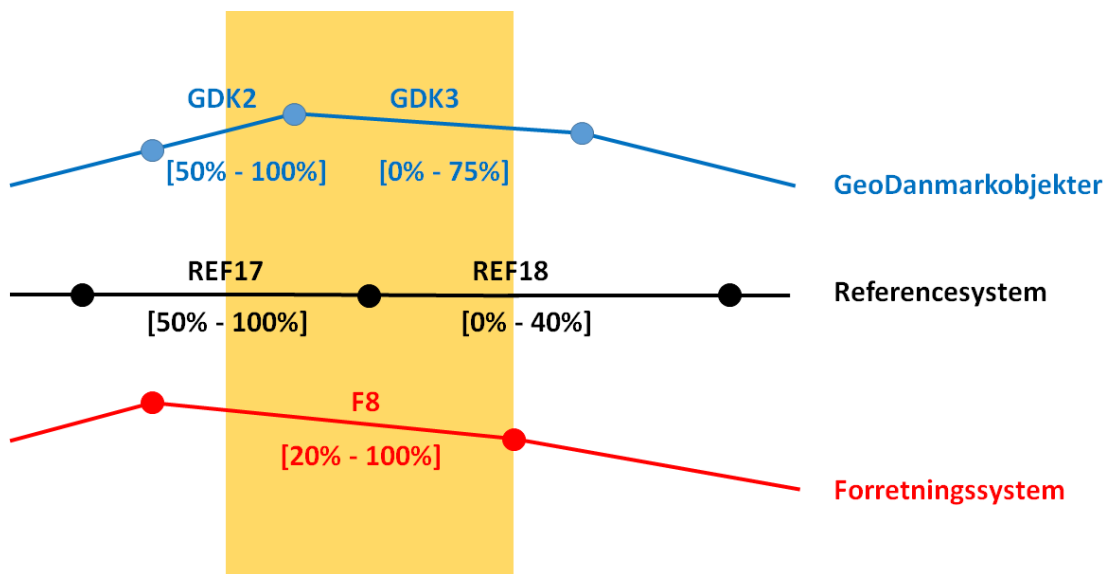 GDK2 GDK3
[50% - 100%] [0% - 75%]
GeoDanmarkobjekter
REF17 REF18
Referencesystem
[50% - 100%] [0% - 40%]
F8
[20% - 100%]
Forretningssystem